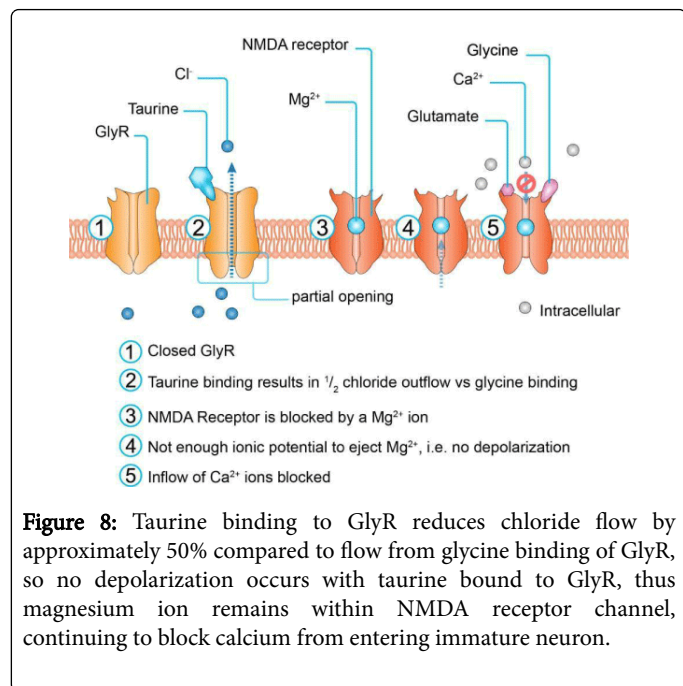 NMDA receptor
Glycine
Cl⁻
Ca²⁺
Mg²⁺
Taurine
Glutamate
GlyR
1
2
3
4
5
partial opening
Intracellular
1 Closed GlyR
2 Taurine binding results in ¹/₂ chloride outflow vs glycine binding
3 NMDA Receptor is blocked by a Mg²⁺ ion
4 Not enough ionic potential to eject Mg²⁺, i.e. no depolarization
5 Inflow of Ca²⁺ ions blocked
Figure 8: Taurine binding to GlyR reduces chloride flow by
approximately 50% compared to flow from glycine binding of GlyR,
so no depolarization occurs with taurine bound to GlyR, thus
magnesium ion remains within NMDA receptor channel,
continuing to block calcium from entering immature neuron.